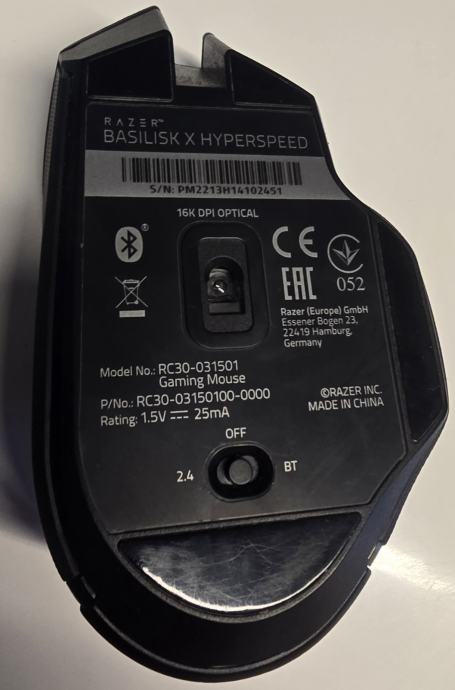 RAZER™
BASILISK X HYPERSPEED
S/N: PM2213H14102451
16K DPI OPTICAL
®
CE
EAC
052
Razer (Europe) GmbH
Essener Bogen 23,
22419 Hamburg,
Germany
Model No.: RC30-031501
Gaming Mouse
P/No.: RC30-03150100-0000
Rating: 1.5V ⎓ 25mA
©RAZER INC.
MADE IN CHINA
OFF
2.4 BT